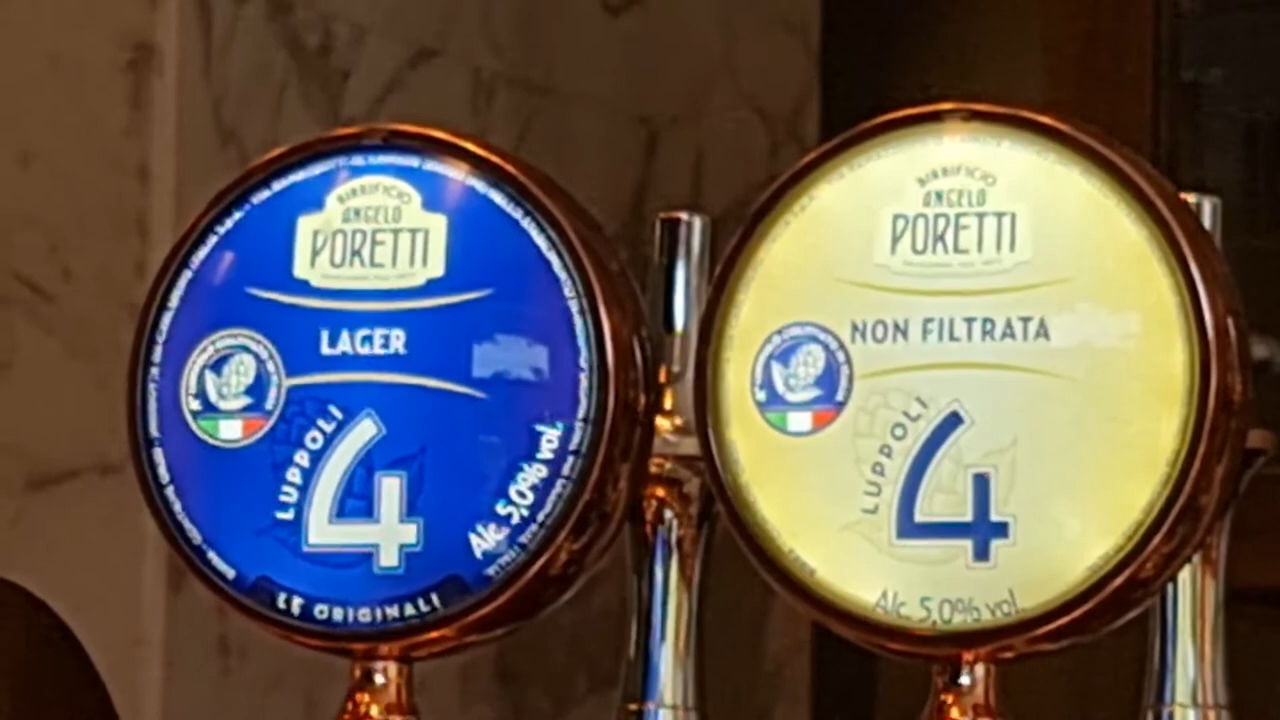 BIRRIFICIO
ANGELO
PORETTI
LAGER
LUPPOLI
4
Alc. 5,0% vol.
LE ORIGINALI
BIRRIFICIO
ANGELO
PORETTI
NON FILTRATA
LUPPOLI
4
Alc. 5,0% vol.